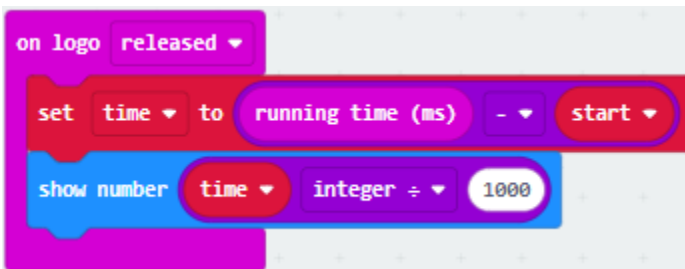 on logo released
set time to running time (ms) - start
show number time integer ÷ 1000